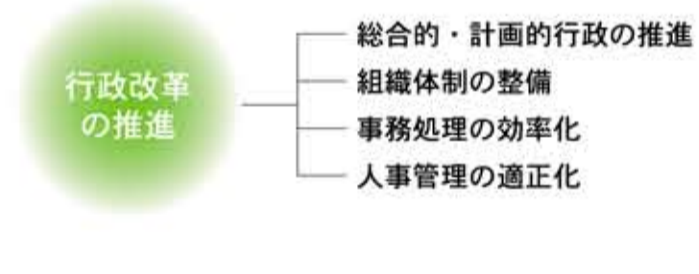 行政改革
の推進
総合的・計画的行政の推進
組織体制の整備
事務処理の効率化
人事管理の適正化